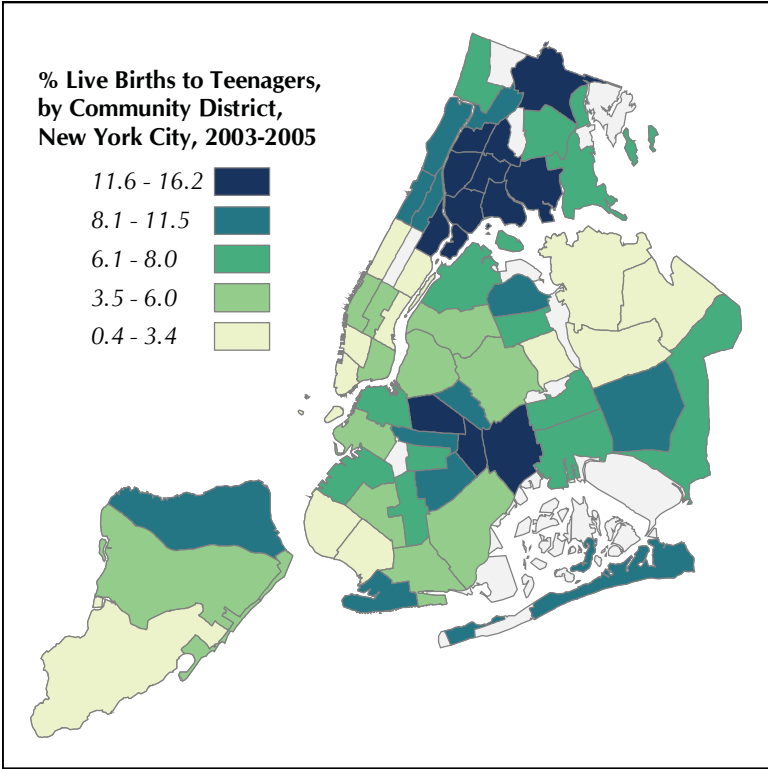 % Live Births to Teenagers,
by Community District,
New York City, 2003-2005
11.6 - 16.2
8.1 - 11.5
6.1 - 8.0
3.5 - 6.0
0.4 - 3.4